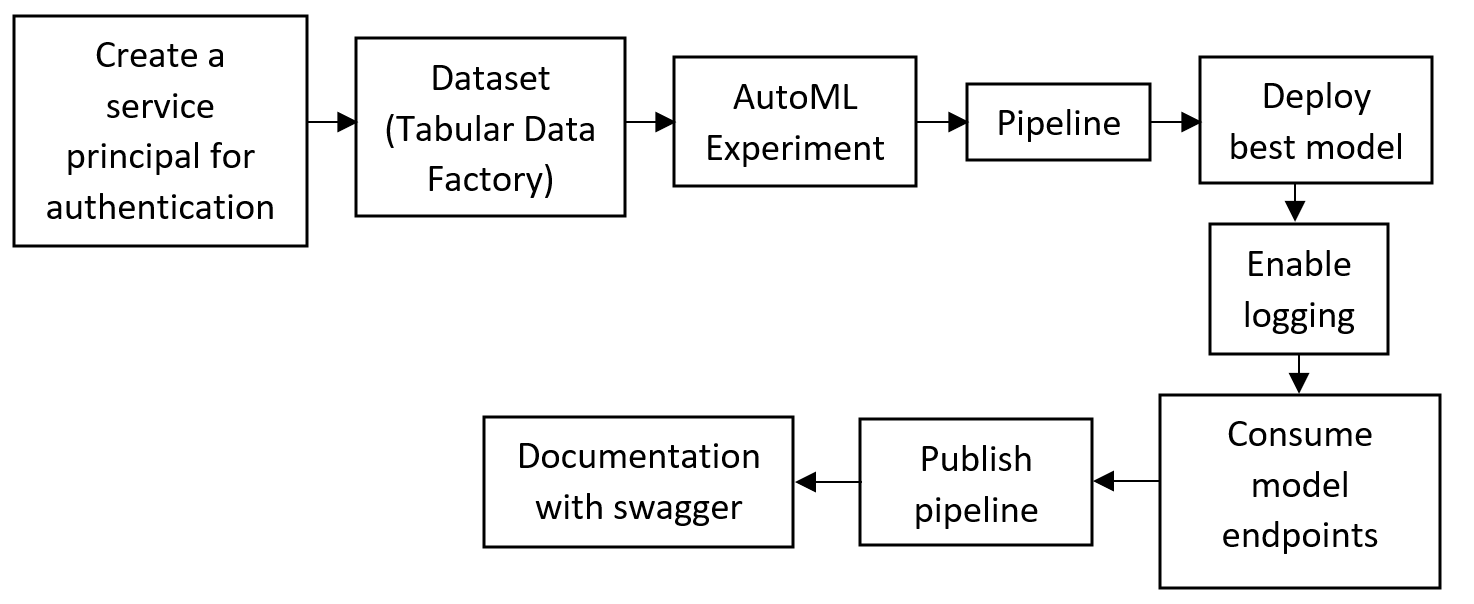 Create a
service
principal for
authentication
Dataset
(Tabular Data
Factory)
AutoML
Experiment
Pipeline
Deploy
best model
Enable
logging
Consume
model
endpoints
Publish
pipeline
Documentation
with swagger